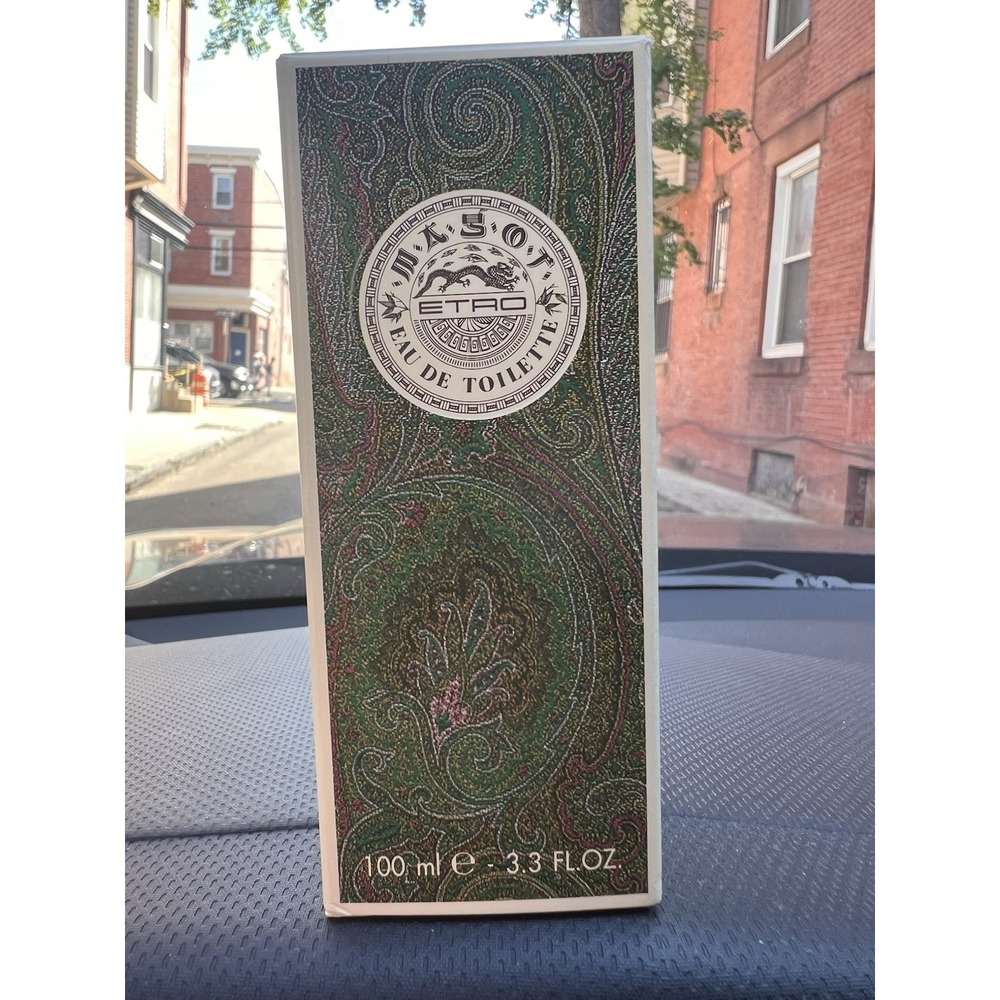 M·A·G·O·T
ETRO
EAU DE TOILETTE
100 ml ℮ - 3.3 FL.OZ.